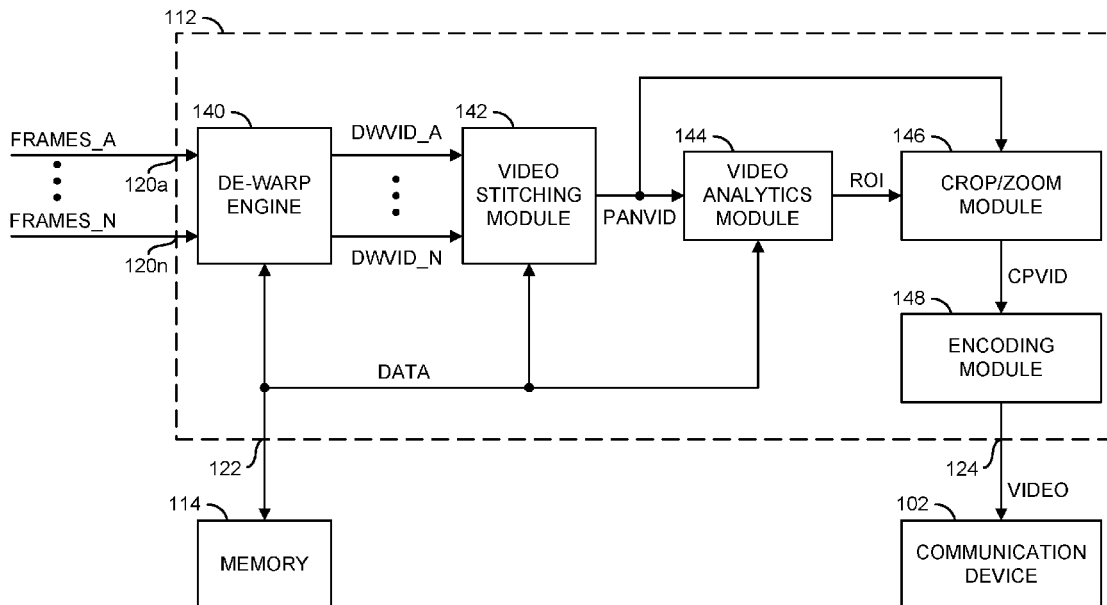 112
140
142
144
146
FRAMES_A
120a
FRAMES_N
120n
DE-WARP
ENGINE
DWVID_A
DWVID_N
VIDEO
STITCHING
MODULE
PANVID
VIDEO
ANALYTICS
MODULE
ROI
CROP/ZOOM
MODULE
CPVID
148
ENCODING
MODULE
DATA
122
124
VIDEO
114
MEMORY
102
COMMUNICATION
DEVICE